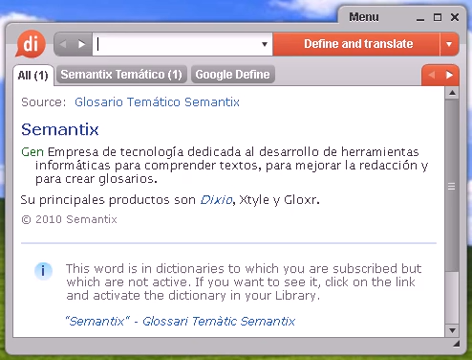 Menu
di
Define and translate
All (1) Semantix Temático (1) Google Define
Source: Glosario Temático Semantix
Semantix
Gen Empresa de tecnología dedicada al desarrollo de herramientas
informáticas para comprender textos, para mejorar la redacción y
para crear glosarios.
Su principales productos son Dixio, Xtyle y Gloxr.
© 2010 Semantix
i
This word is in dictionaries to which you are subscribed but
which are not active. If you want to see it, click on the link
and activate the dictionary in your Library.
"Semantix" - Glossari Temàtic Semantix